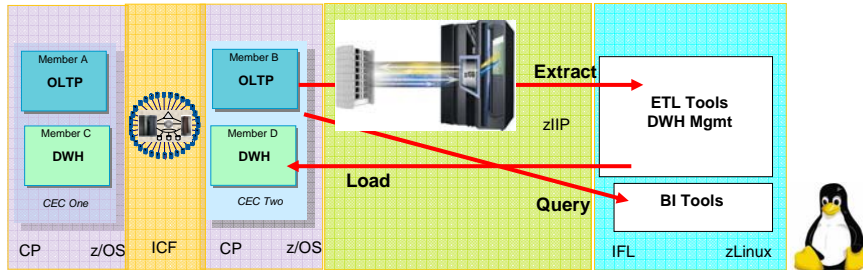 Member A
OLTP
Member C
DWH
CEC One
CP
z/OS
ICF
Member B
OLTP
Member D
DWH
CEC Two
CP
z/OS
Extract
zIIP
Load
Query
ETL Tools
DWH Mgmt
BI Tools
IFL
zLinux